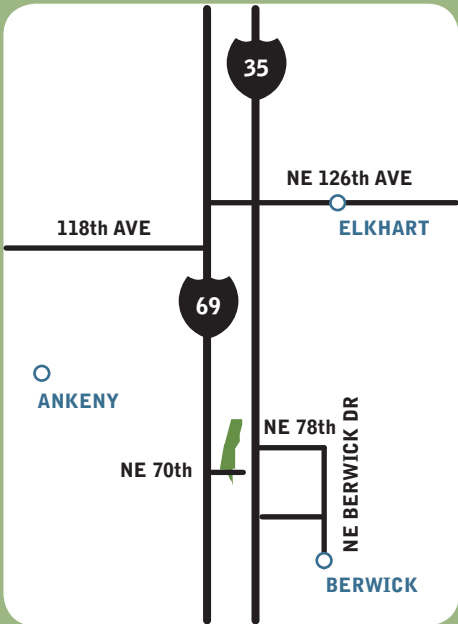 35
NE 126th AVE
ELKHART
118th AVE
69
ANKENY
NE 78th
NE BERWICK DR
NE 70th
BERWICK